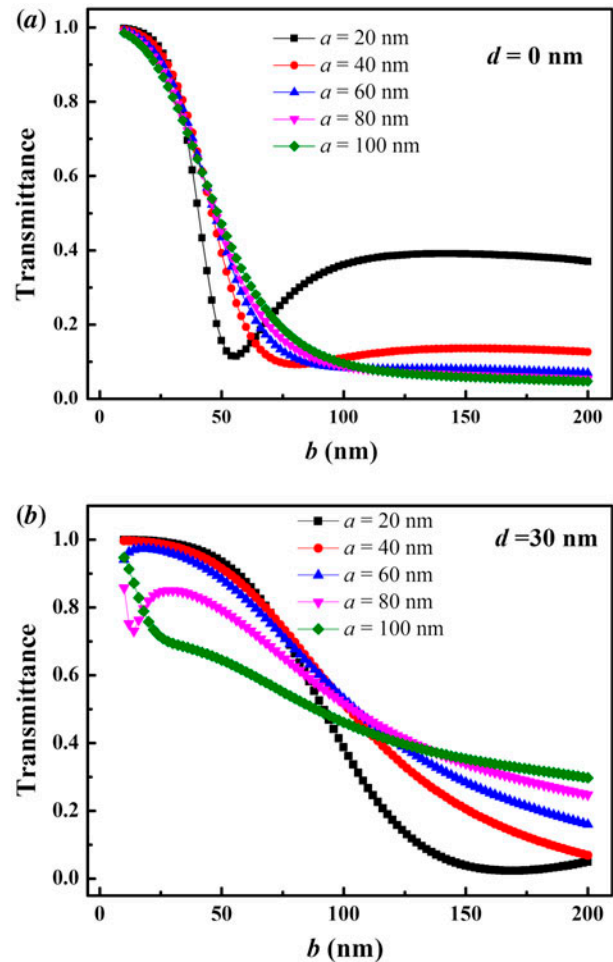 (a)
1.0
0.8
0.6
0.4
0.2
0.0
Transmittance
a = 20 nm
a = 40 nm
a = 60 nm
a = 80 nm
a = 100 nm
d = 0 nm
0 50 100 150 200
b (nm)
(b)
1.0
0.8
0.6
0.4
0.2
0.0
Transmittance
a = 20 nm
a = 40 nm
a = 60 nm
a = 80 nm
a = 100 nm
d =30 nm
0 50 100 150 200
b (nm)